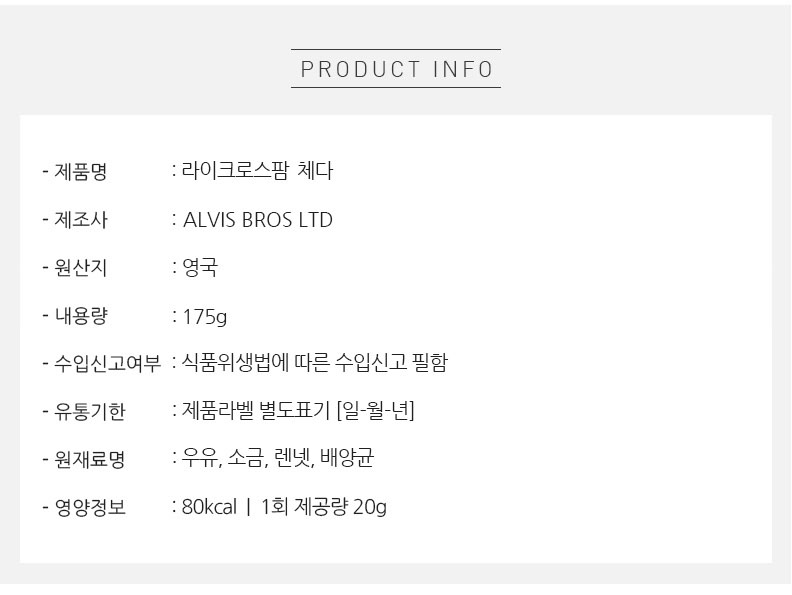 PRODUCT INFO
- 제품명 : 라이크로스팜 체다
- 제조사 : ALVIS BROS LTD
- 원산지 : 영국
- 내용량 : 175g
- 수입신고여부 : 식품위생법에 따른 수입신고 필함
- 유통기한 : 제품라벨 별도표기 [일-월-년]
- 원재료명 : 우유, 소금, 렌넷, 배양균
- 영양정보 : 80kcal | 1회 제공량 20g